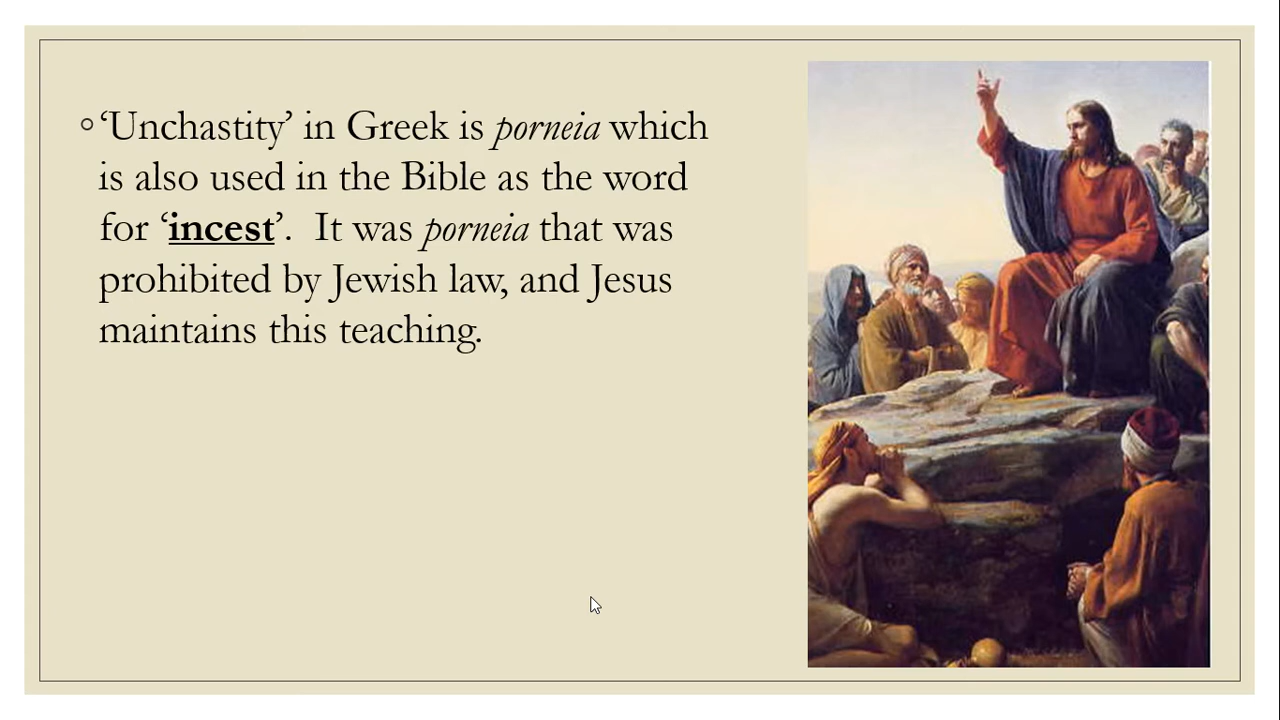 ‘Unchastity’ in Greek is porneia which
is also used in the Bible as the word
for ‘incest’.  It was porneia that was
prohibited by Jewish law, and Jesus
maintains this teaching.